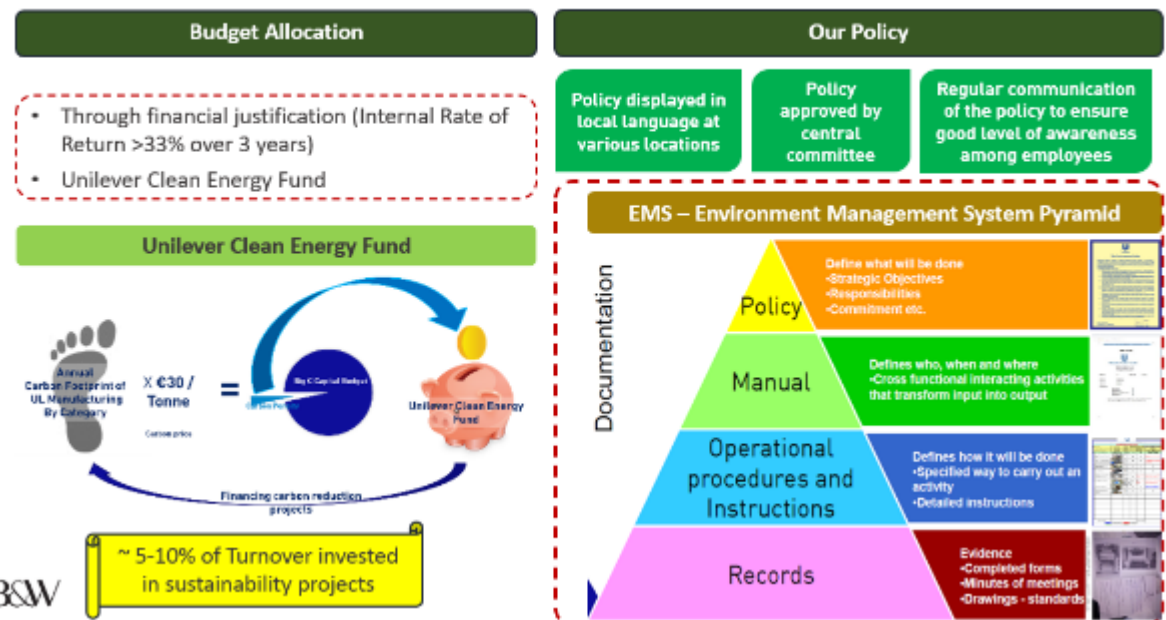 Budget Allocation
• Through financial justification (Internal Rate of
Return >33% over 3 years)
• Unilever Clean Energy Fund
Unilever Clean Energy Fund
Annual
Carbon Footprint of
UL Manufacturing
By Category
X €30 /
Tonne
Carbon price
=
Big C Capital Budget
Unilever Clean Energy
Fund
Financing carbon reduction
projects
~ 5-10% of Turnover invested
in sustainability projects
B&W
Our Policy
Policy displayed in
local language at
various locations
Policy
approved by
central
committee
Regular communication
of the policy to ensure
good level of awareness
among employees
EMS – Environment Management System Pyramid
Documentation
Policy
Define what will be done
•Strategic Objectives
•Responsibilities
•Commitment etc.
Manual
Defines who, when and where
•Cross functional interacting activities
that transform input into output
Operational
procedures and
Instructions
Defines how it will be done
•Specified way to carry out an
activity
•Detailed instructions
Records
Evidence
•Completed forms
•Minutes of meetings
•Drawings - standards